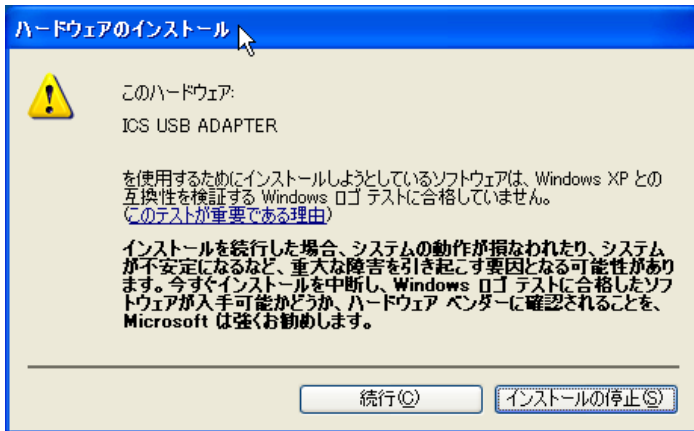 ハードウェアのインストール
このハードウェア:
ICS USB ADAPTER
を使用するためにインストールしようとしているソフトウェアは、Windows XP との
互換性を検証する Windows ロゴ テストに合格していません。
(このテストが重要である理由)
インストールを続行した場合、システムの動作が損なわれたり、システム
が不安定になるなど、重大な障害を引き起こす要因となる可能性があり
ます。今すぐインストールを中断し、Windows ロゴ テストに合格したソフ
トウェアが入手可能かどうか、ハードウェア ベンダーに確認されることを、
Microsoft は強くお勧めします。
続行(C)
インストールの停止(S)